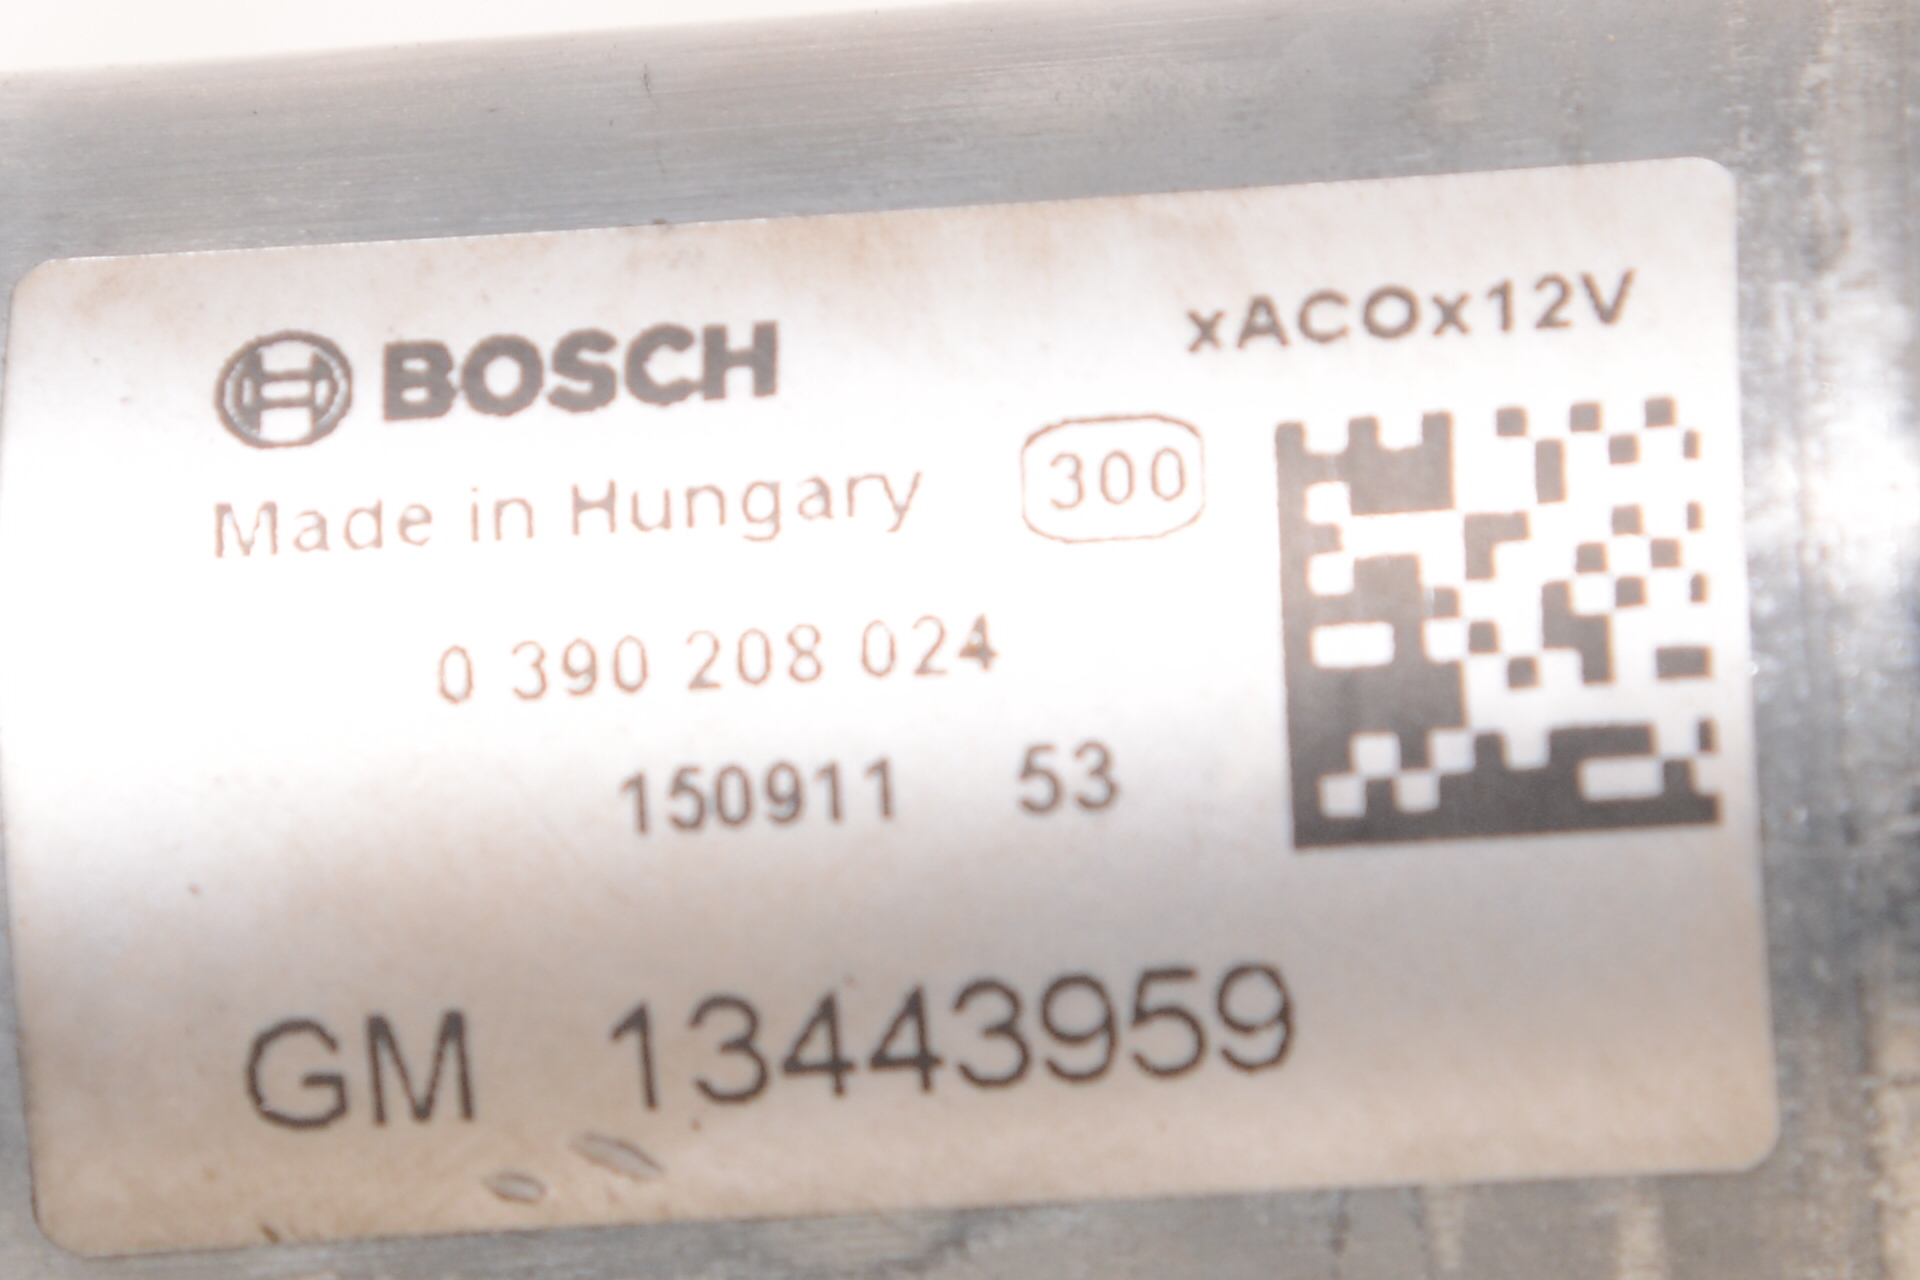 BOSCH xACOx12V
Made in Hungary 300
0 390 208 024
150911 53
GM 13443959